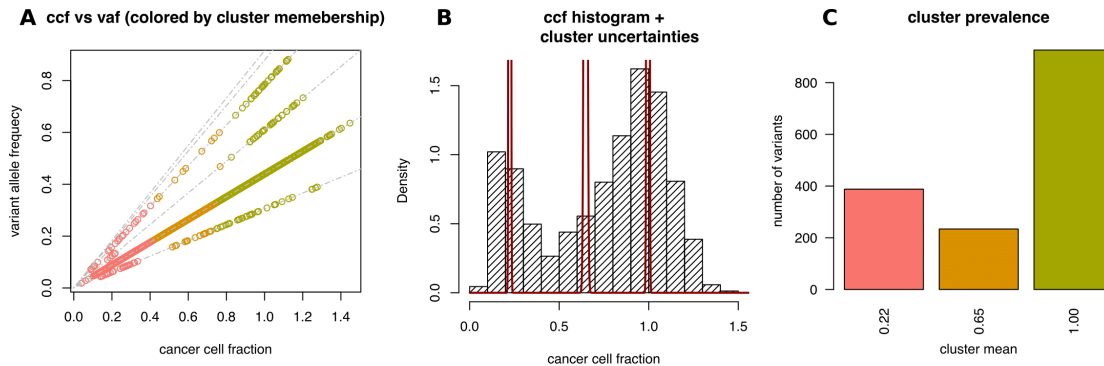 A
ccf vs vaf (colored by cluster memebership)
variant allele frequecy
0.8
0.6
0.4
0.2
0.0
0.0 0.2 0.4 0.6 0.8 1.0 1.2 1.4
cancer cell fraction
B
ccf histogram +
cluster uncertainties
Density
1.5
1.0
0.5
0.0
0.0 0.5 1.0 1.5
cancer cell fraction
C
cluster prevalence
number of variants
800
600
400
200
0
0.22 0.65 1.00
cluster mean